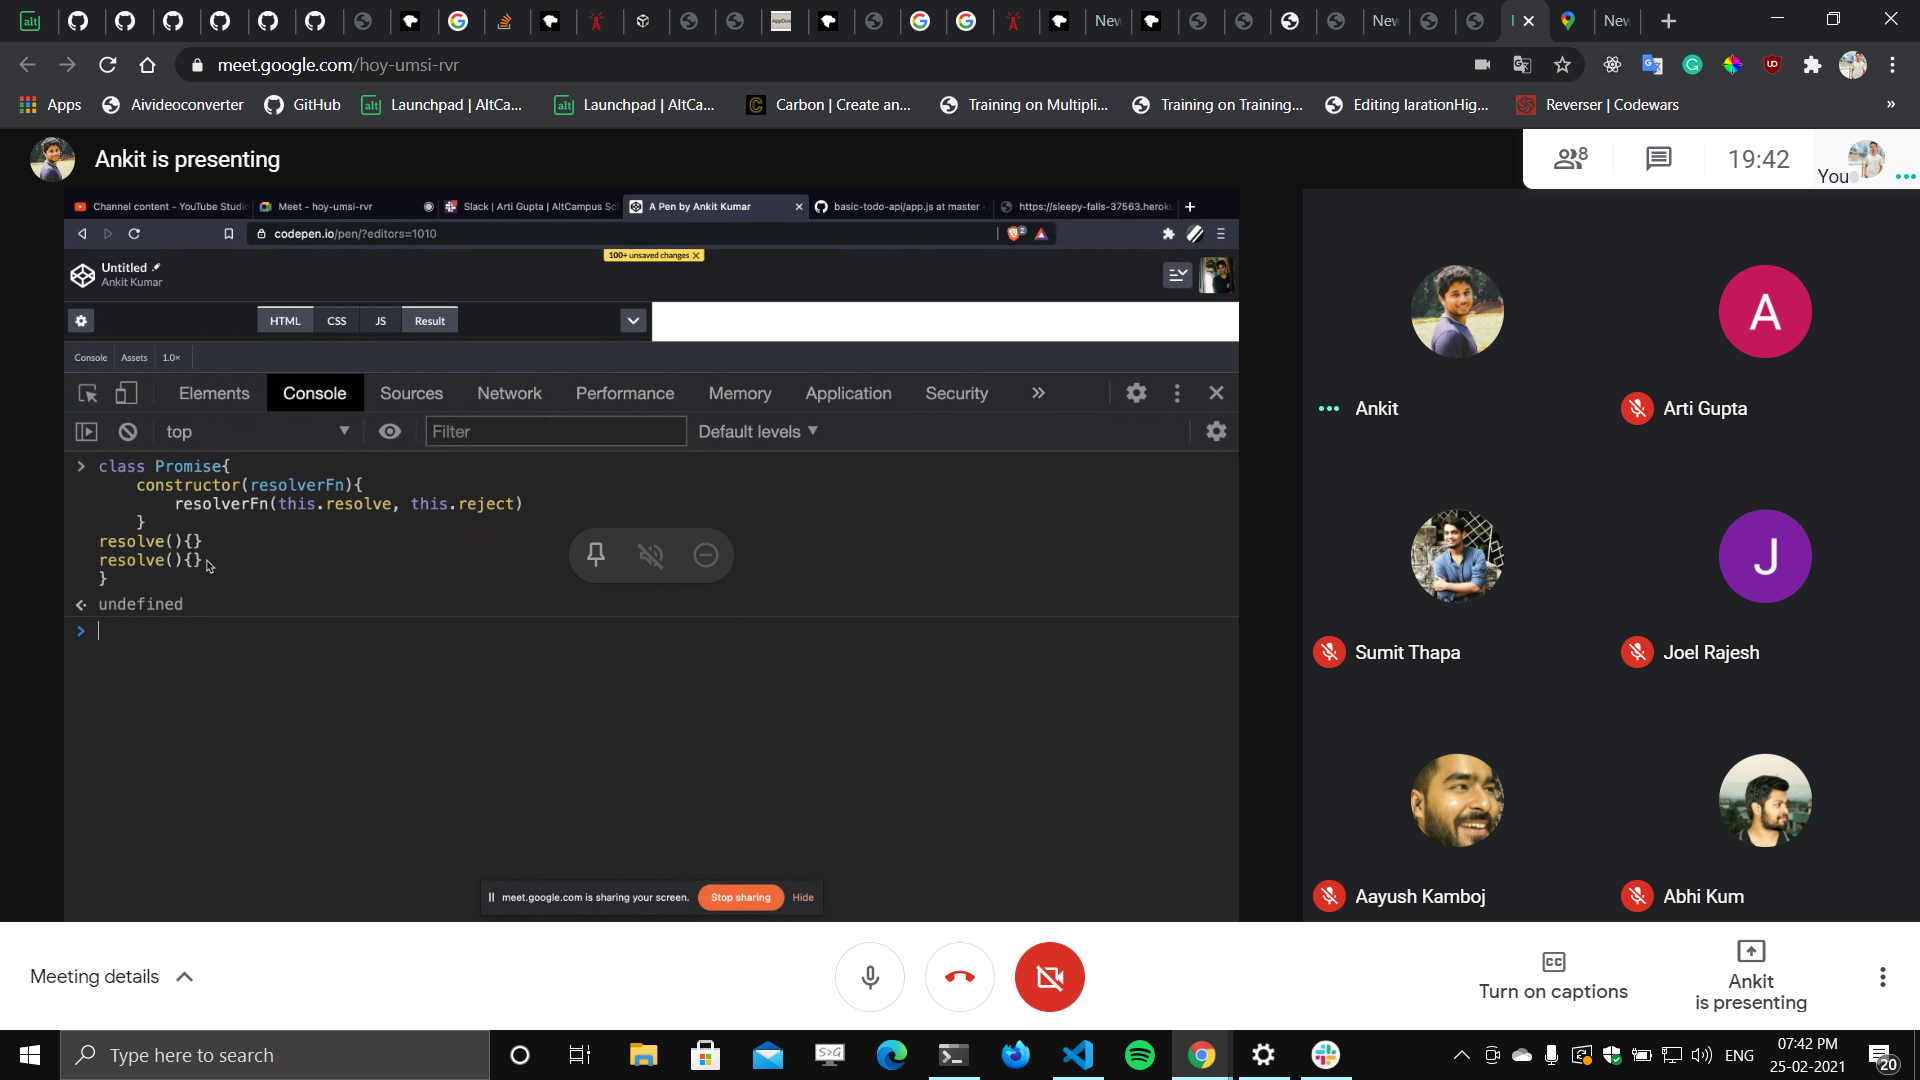 alt
New
AppDive
New
New
New
meet.google.com/hoy-umsi-rvr
Apps
Aivideoconverter
GitHub
alt Launchpad | AltCa...
alt Launchpad | AltCa...
Carbon | Create an...
Training on Multipli...
Training on Training...
Editing larationHig...
Reverser | Codewars
»
Ankit is presenting
8
19:42
You
Channel content - YouTube Studio
Meet - hoy-umsi-rvr
Slack | Arti Gupta | AltCampus Sc
A Pen by Ankit Kumar
basic-todo-api/app.js at master
https://sleepy-falls-37563.heroku
codepen.io/pen/?editors=1010
2
100+ unsaved changes X
Untitled
Ankit Kumar
HTML
CSS
JS
Result
Console
Assets
1.0×
Elements
Console
Sources
Network
Performance
Memory
Application
Security
»
top
Filter
Default levels
> class Promise{
constructor(resolverFn){
resolverFn(this.resolve, this.reject)
}
resolve(){}
resolve(){}
}
undefined
>
meet.google.com is sharing your screen.
Stop sharing
Hide
Ankit
A
Arti Gupta
Sumit Thapa
J
Joel Rajesh
Aayush Kamboj
Abhi Kum
Meeting details
CC
Turn on captions
Ankit
is presenting
Type here to search
ENG
07:42 PM
25-02-2021
20